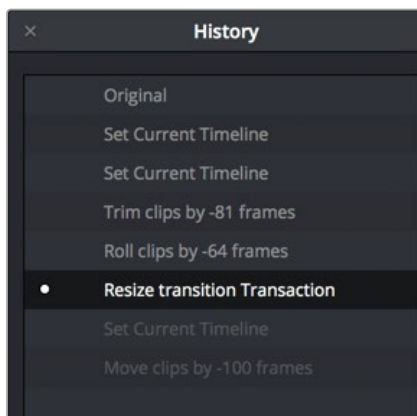 History
Original
Set Current Timeline
Set Current Timeline
Trim clips by -81 frames
Roll clips by -64 frames
Resize transition Transaction
Set Current Timeline
Move clips by -100 frames